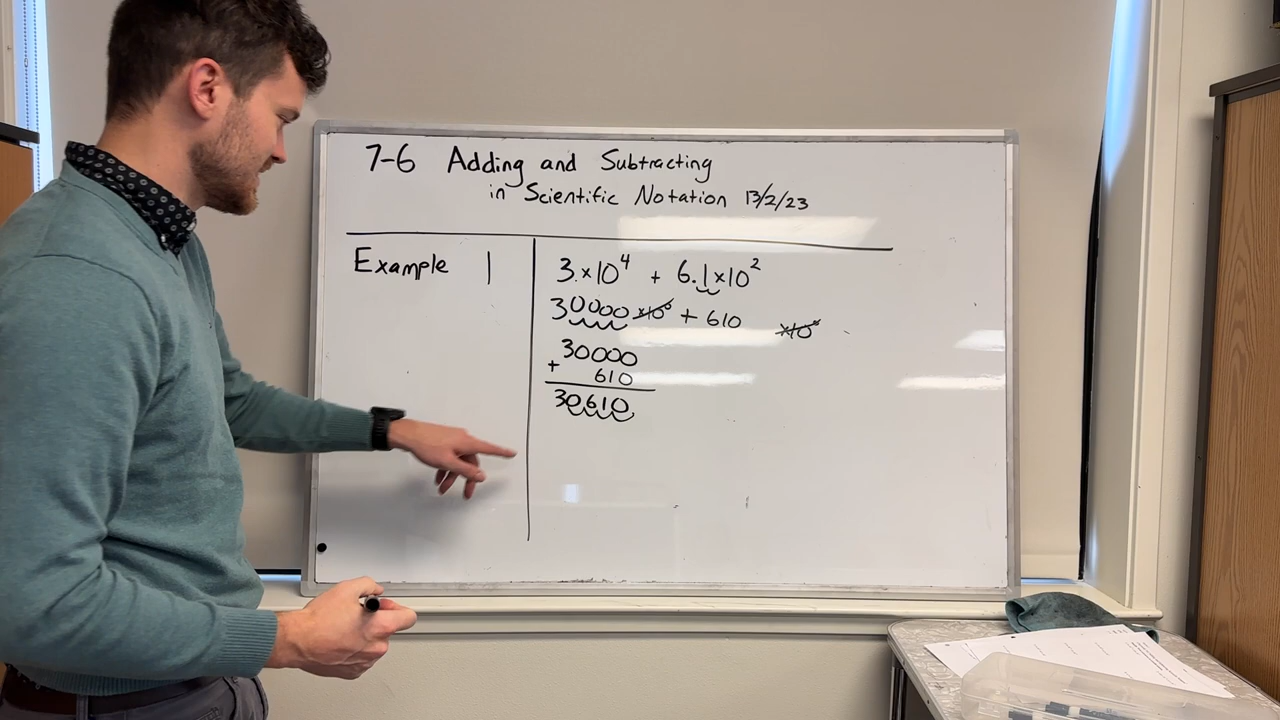 7-6 Adding and Subtracting
in Scientific Notation 13/2/23
Example 1
3.×10⁴ + 6.1×10²
30000 ×10⁰ + 610 ×10⁰
30000
+ 610
30610